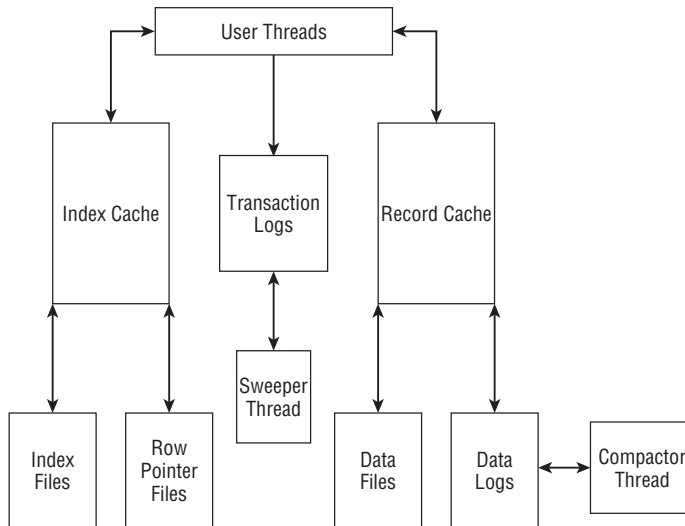 User Threads
Index Cache
Transaction
Logs
Record Cache
Sweeper
Thread
Index
Files
Row
Pointer
Files
Data
Files
Data
Logs
Compactor
Thread